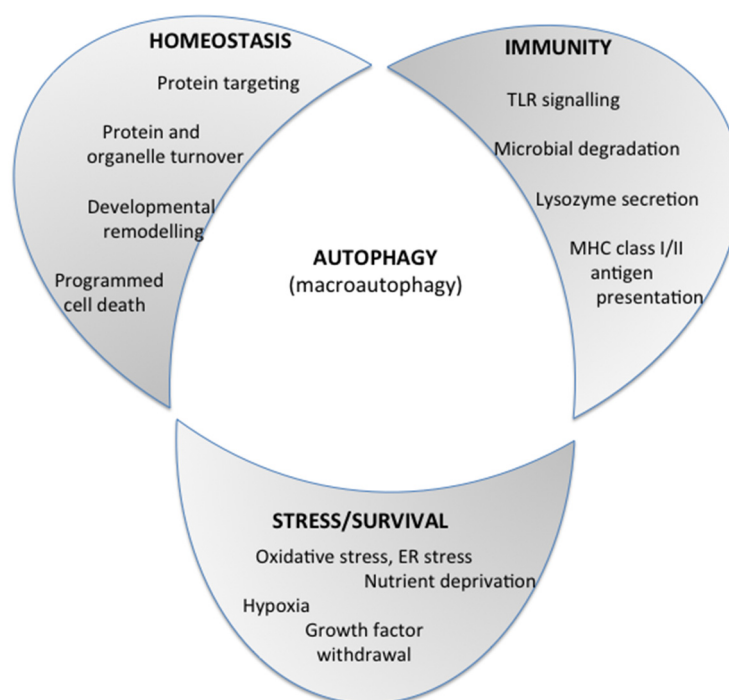 HOMEOSTASIS
Protein targeting
Protein and
organelle turnover
Developmental
remodelling
Programmed
cell death
IMMUNITY
TLR signalling
Microbial degradation
Lysozyme secretion
MHC class I/II
antigen
presentation
AUTOPHAGY
(macroautophagy)
STRESS/SURVIVAL
Oxidative stress, ER stress
Nutrient deprivation
Hypoxia
Growth factor
withdrawal